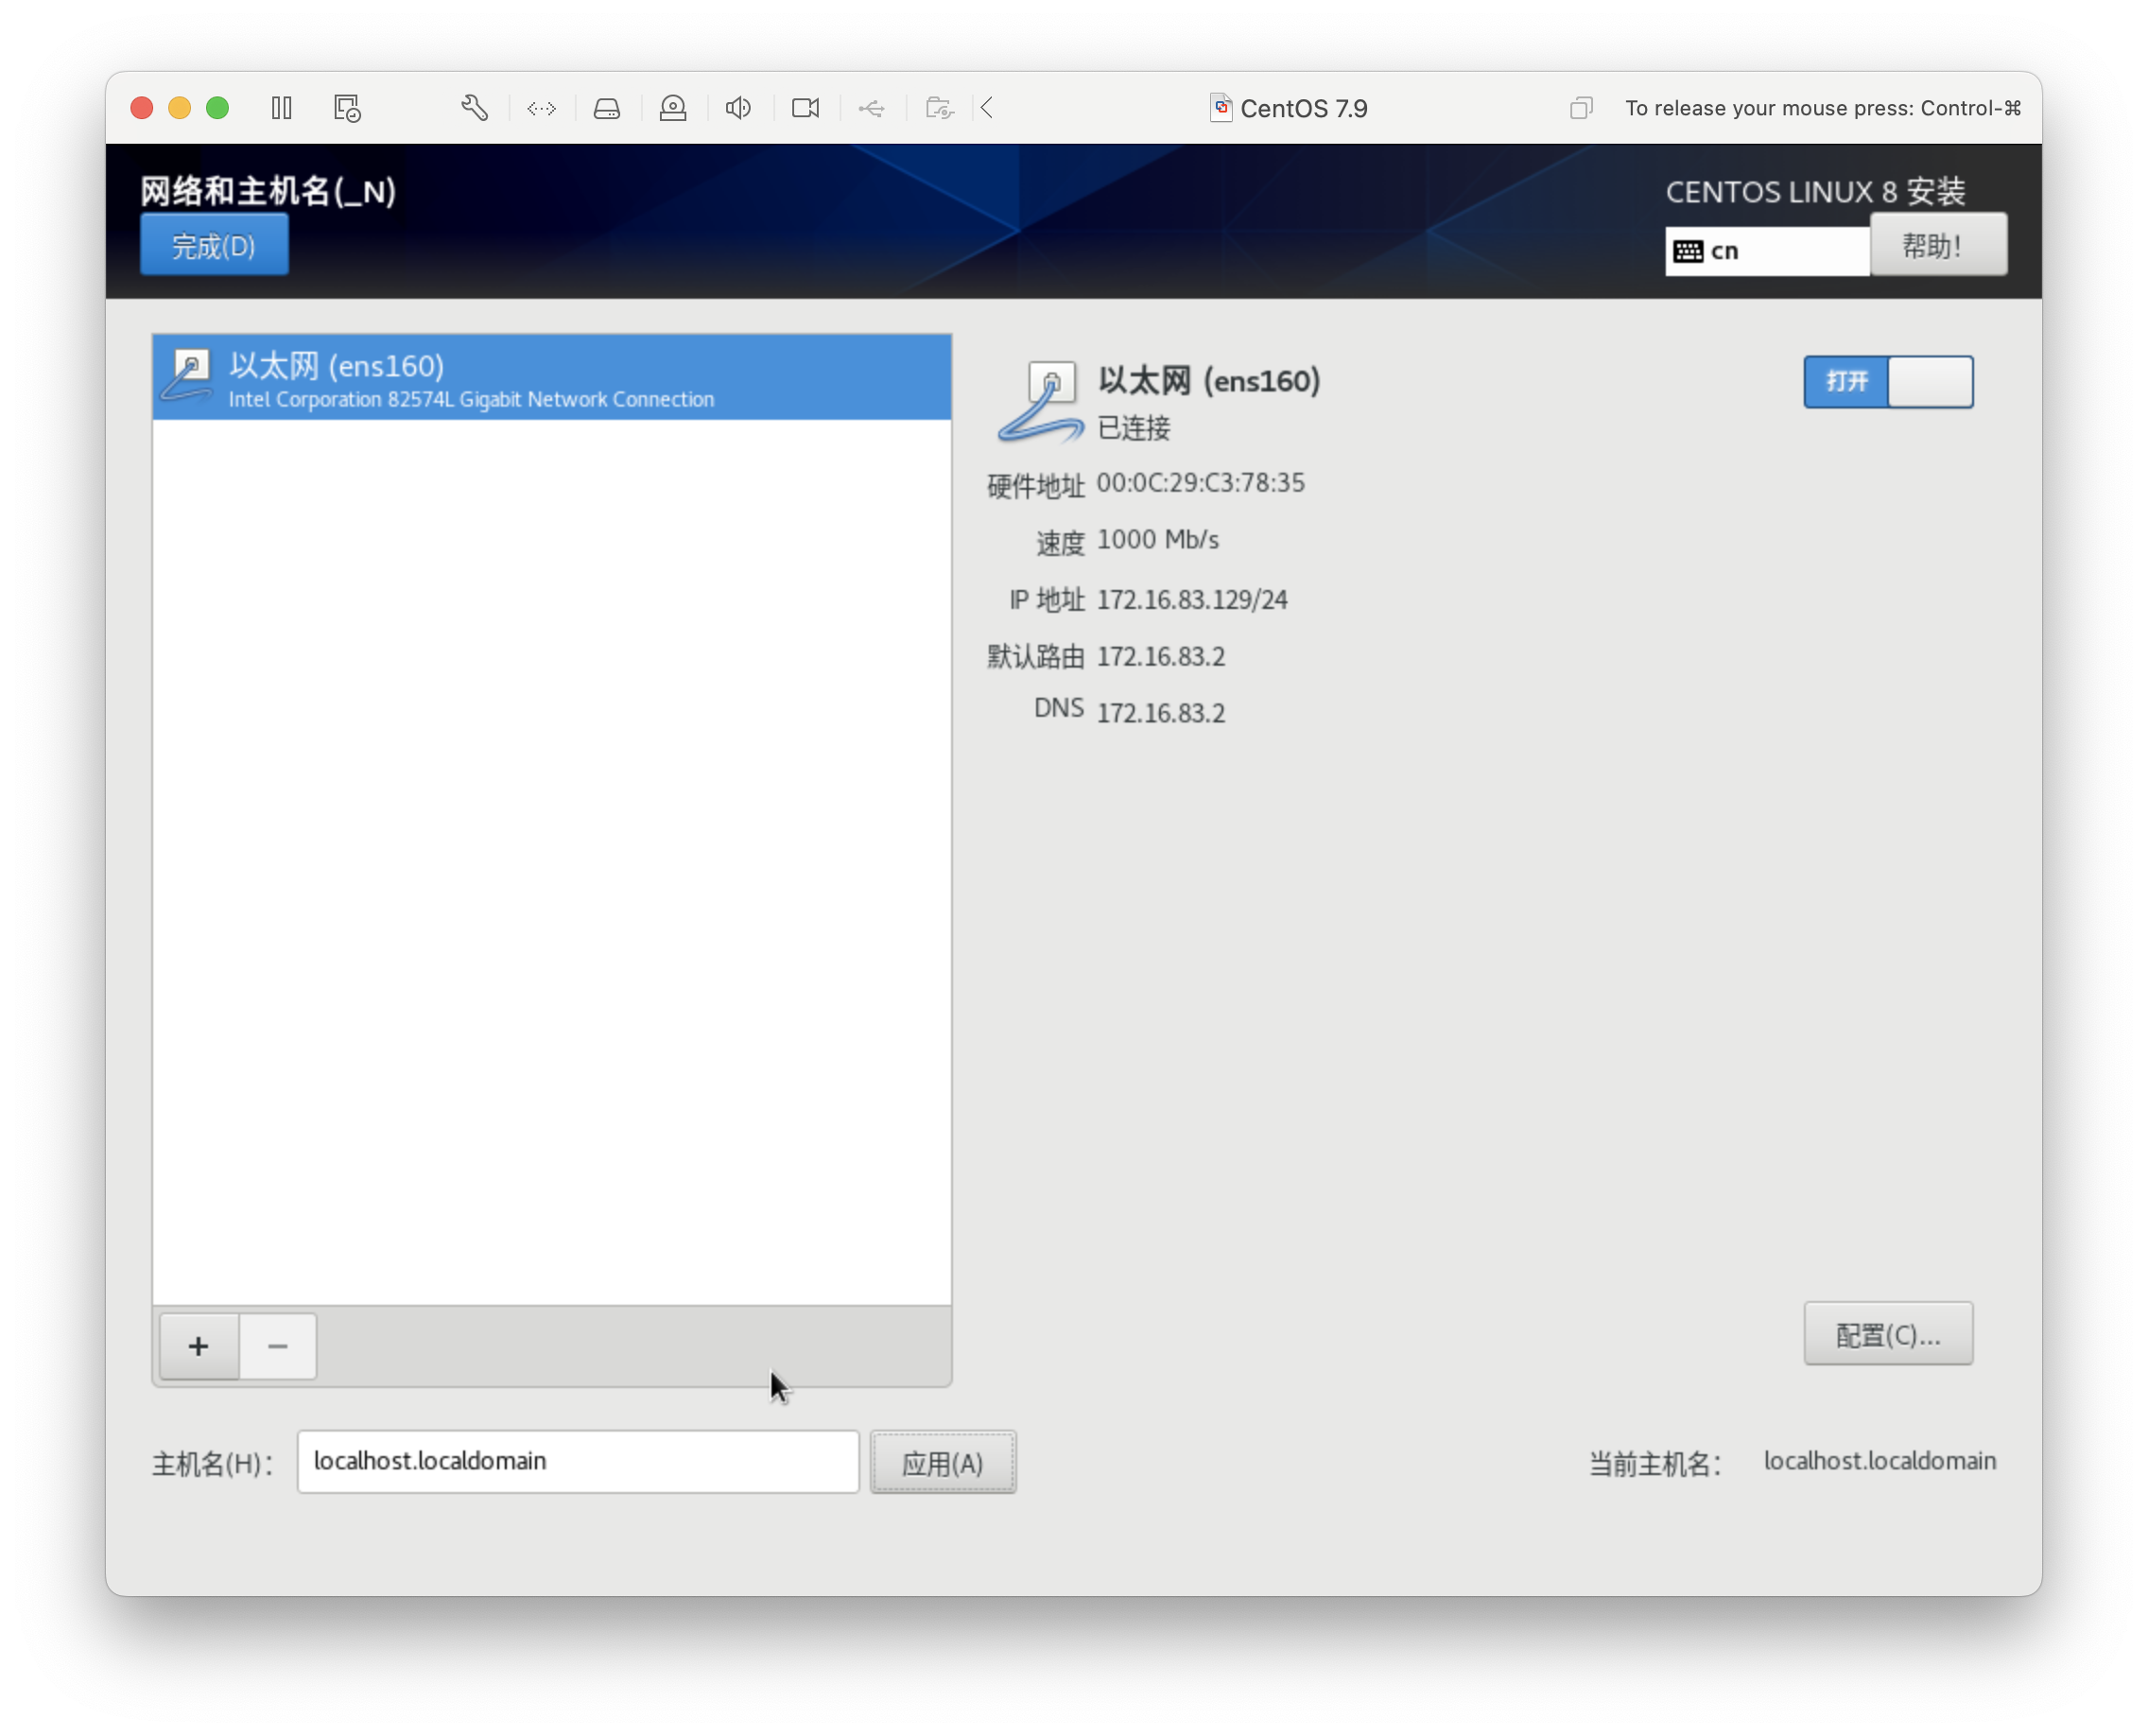 CentOS 7.9
To release your mouse press: Control-⌘
网络和主机名(_N)
完成(D)
CENTOS LINUX 8 安装
cn
帮助！
以太网 (ens160)
Intel Corporation 82574L Gigabit Network Connection
以太网 (ens160)
已连接
打开
硬件地址 00:0C:29:C3:78:35
速度 1000 Mb/s
IP 地址 172.16.83.129/24
默认路由 172.16.83.2
DNS 172.16.83.2
+ −
配置(C)...
主机名(H)： localhost.localdomain 应用(A) 当前主机名： localhost.localdomain